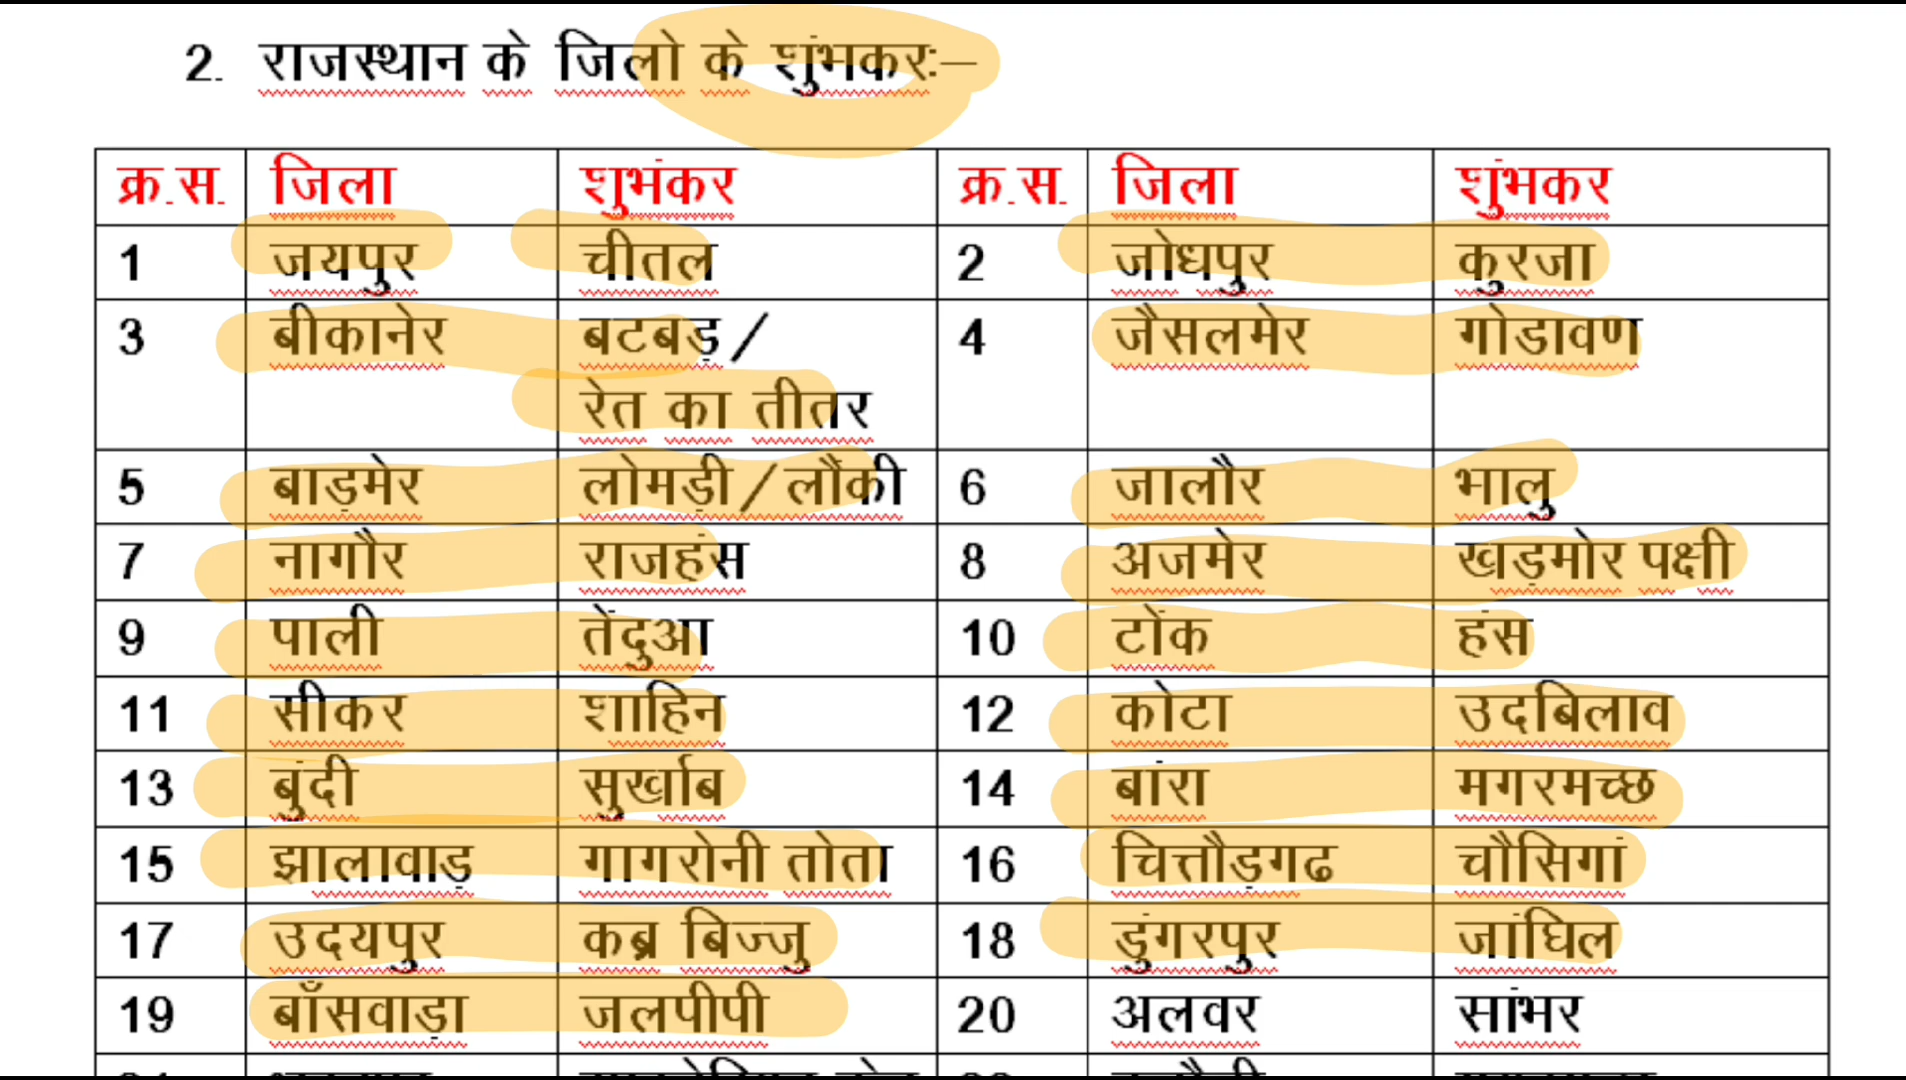 2. राजस्थान के जिलो के शुंभकर:–
क्र.स. जिला शुभंकर क्र.स. जिला शुंभकर
1 जयपुर चीतल 2 जोधपुर कुरजा
3 बीकानेर बटबड़/ 4 जैसलमेर गोडावण
रेत का तीतर
5 बाड़मेर लोमड़ी/लौंकी 6 जालौर भालु
7 नागौर राजहंस 8 अजमेर खड़मोर पक्षी
9 पाली तेंदुआ 10 टोंक हंस
11 सीकर शाहिन 12 कोटा उदबिलाव
13 बुंदी सुर्खाब 14 बांरा मगरमच्छ
15 झालावाड़ गागरोनी तोता 16 चित्तौड़गढ चौसिगां
17 उदयपुर कब्र बिज्जु 18 डुंगरपुर जांघिल
19 बाँसवाड़ा जलपीपी 20 अलवर सांभर